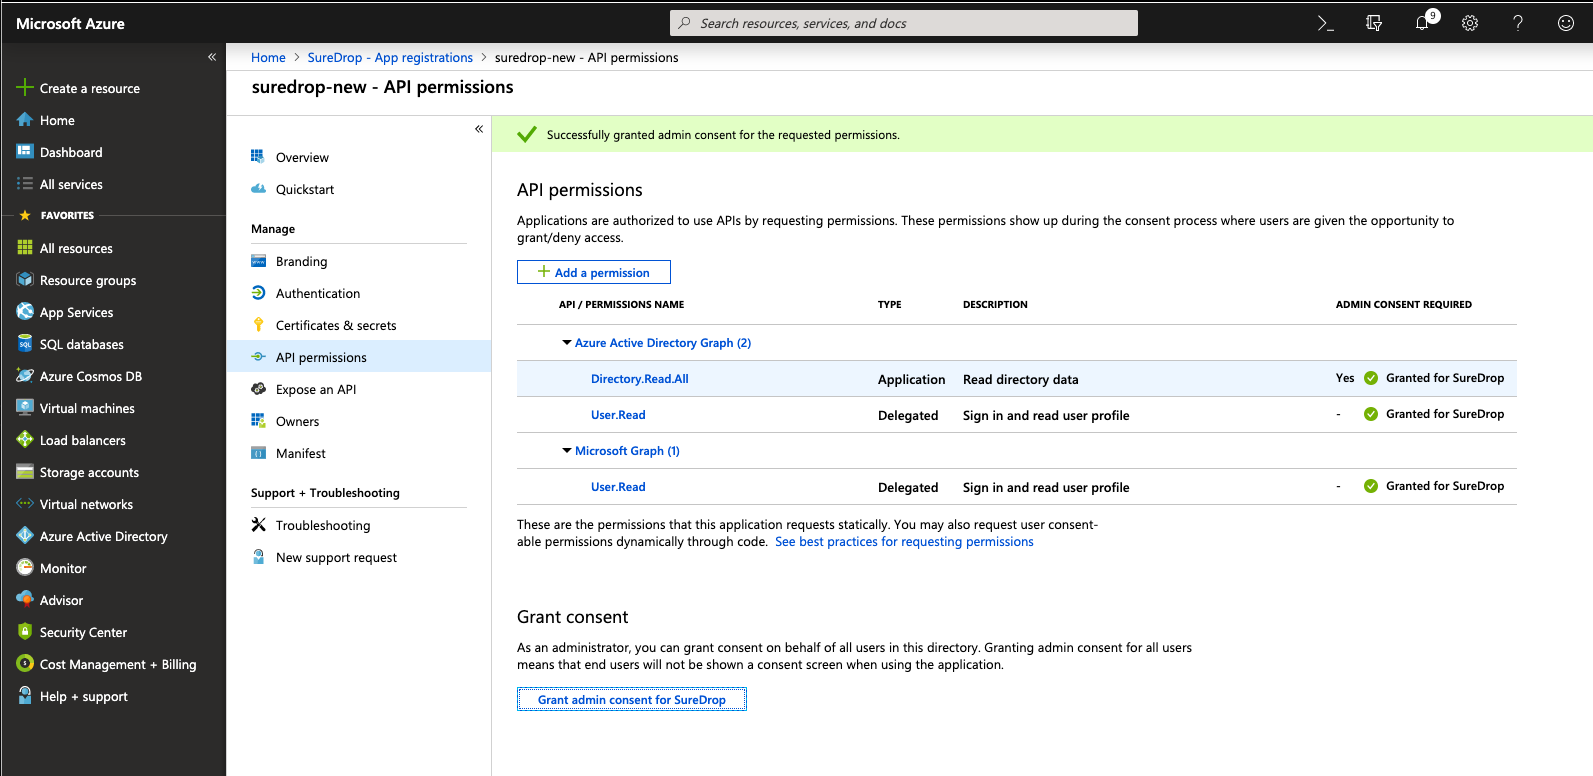 Microsoft Azure
Search resources, services, and docs
9
?
«
Create a resource
Home
Dashboard
All services
FAVORITES
All resources
Resource groups
App Services
SQL
SQL databases
Azure Cosmos DB
Virtual machines
Load balancers
Storage accounts
Virtual networks
Azure Active Directory
Monitor
Advisor
Security Center
Cost Management + Billing
Help + support
Home > SureDrop - App registrations > suredrop-new - API permissions
suredrop-new - API permissions
«
Overview
Quickstart
Manage
Branding
Authentication
Certificates & secrets
API permissions
Expose an API
Owners
Manifest
Support + Troubleshooting
Troubleshooting
New support request
Successfully granted admin consent for the requested permissions.
API permissions
Applications are authorized to use APIs by requesting permissions. These permissions show up during the consent process where users are given the opportunity to
grant/deny access.
Add a permission
API / PERMISSIONS NAME TYPE DESCRIPTION ADMIN CONSENT REQUIRED
Azure Active Directory Graph (2)
Directory.Read.All Application Read directory data Yes Granted for SureDrop
User.Read Delegated Sign in and read user profile - Granted for SureDrop
Microsoft Graph (1)
User.Read Delegated Sign in and read user profile - Granted for SureDrop
These are the permissions that this application requests statically. You may also request user consent-
able permissions dynamically through code. See best practices for requesting permissions
Grant consent
As an administrator, you can grant consent on behalf of all users in this directory. Granting admin consent for all users
means that end users will not be shown a consent screen when using the application.
Grant admin consent for SureDrop